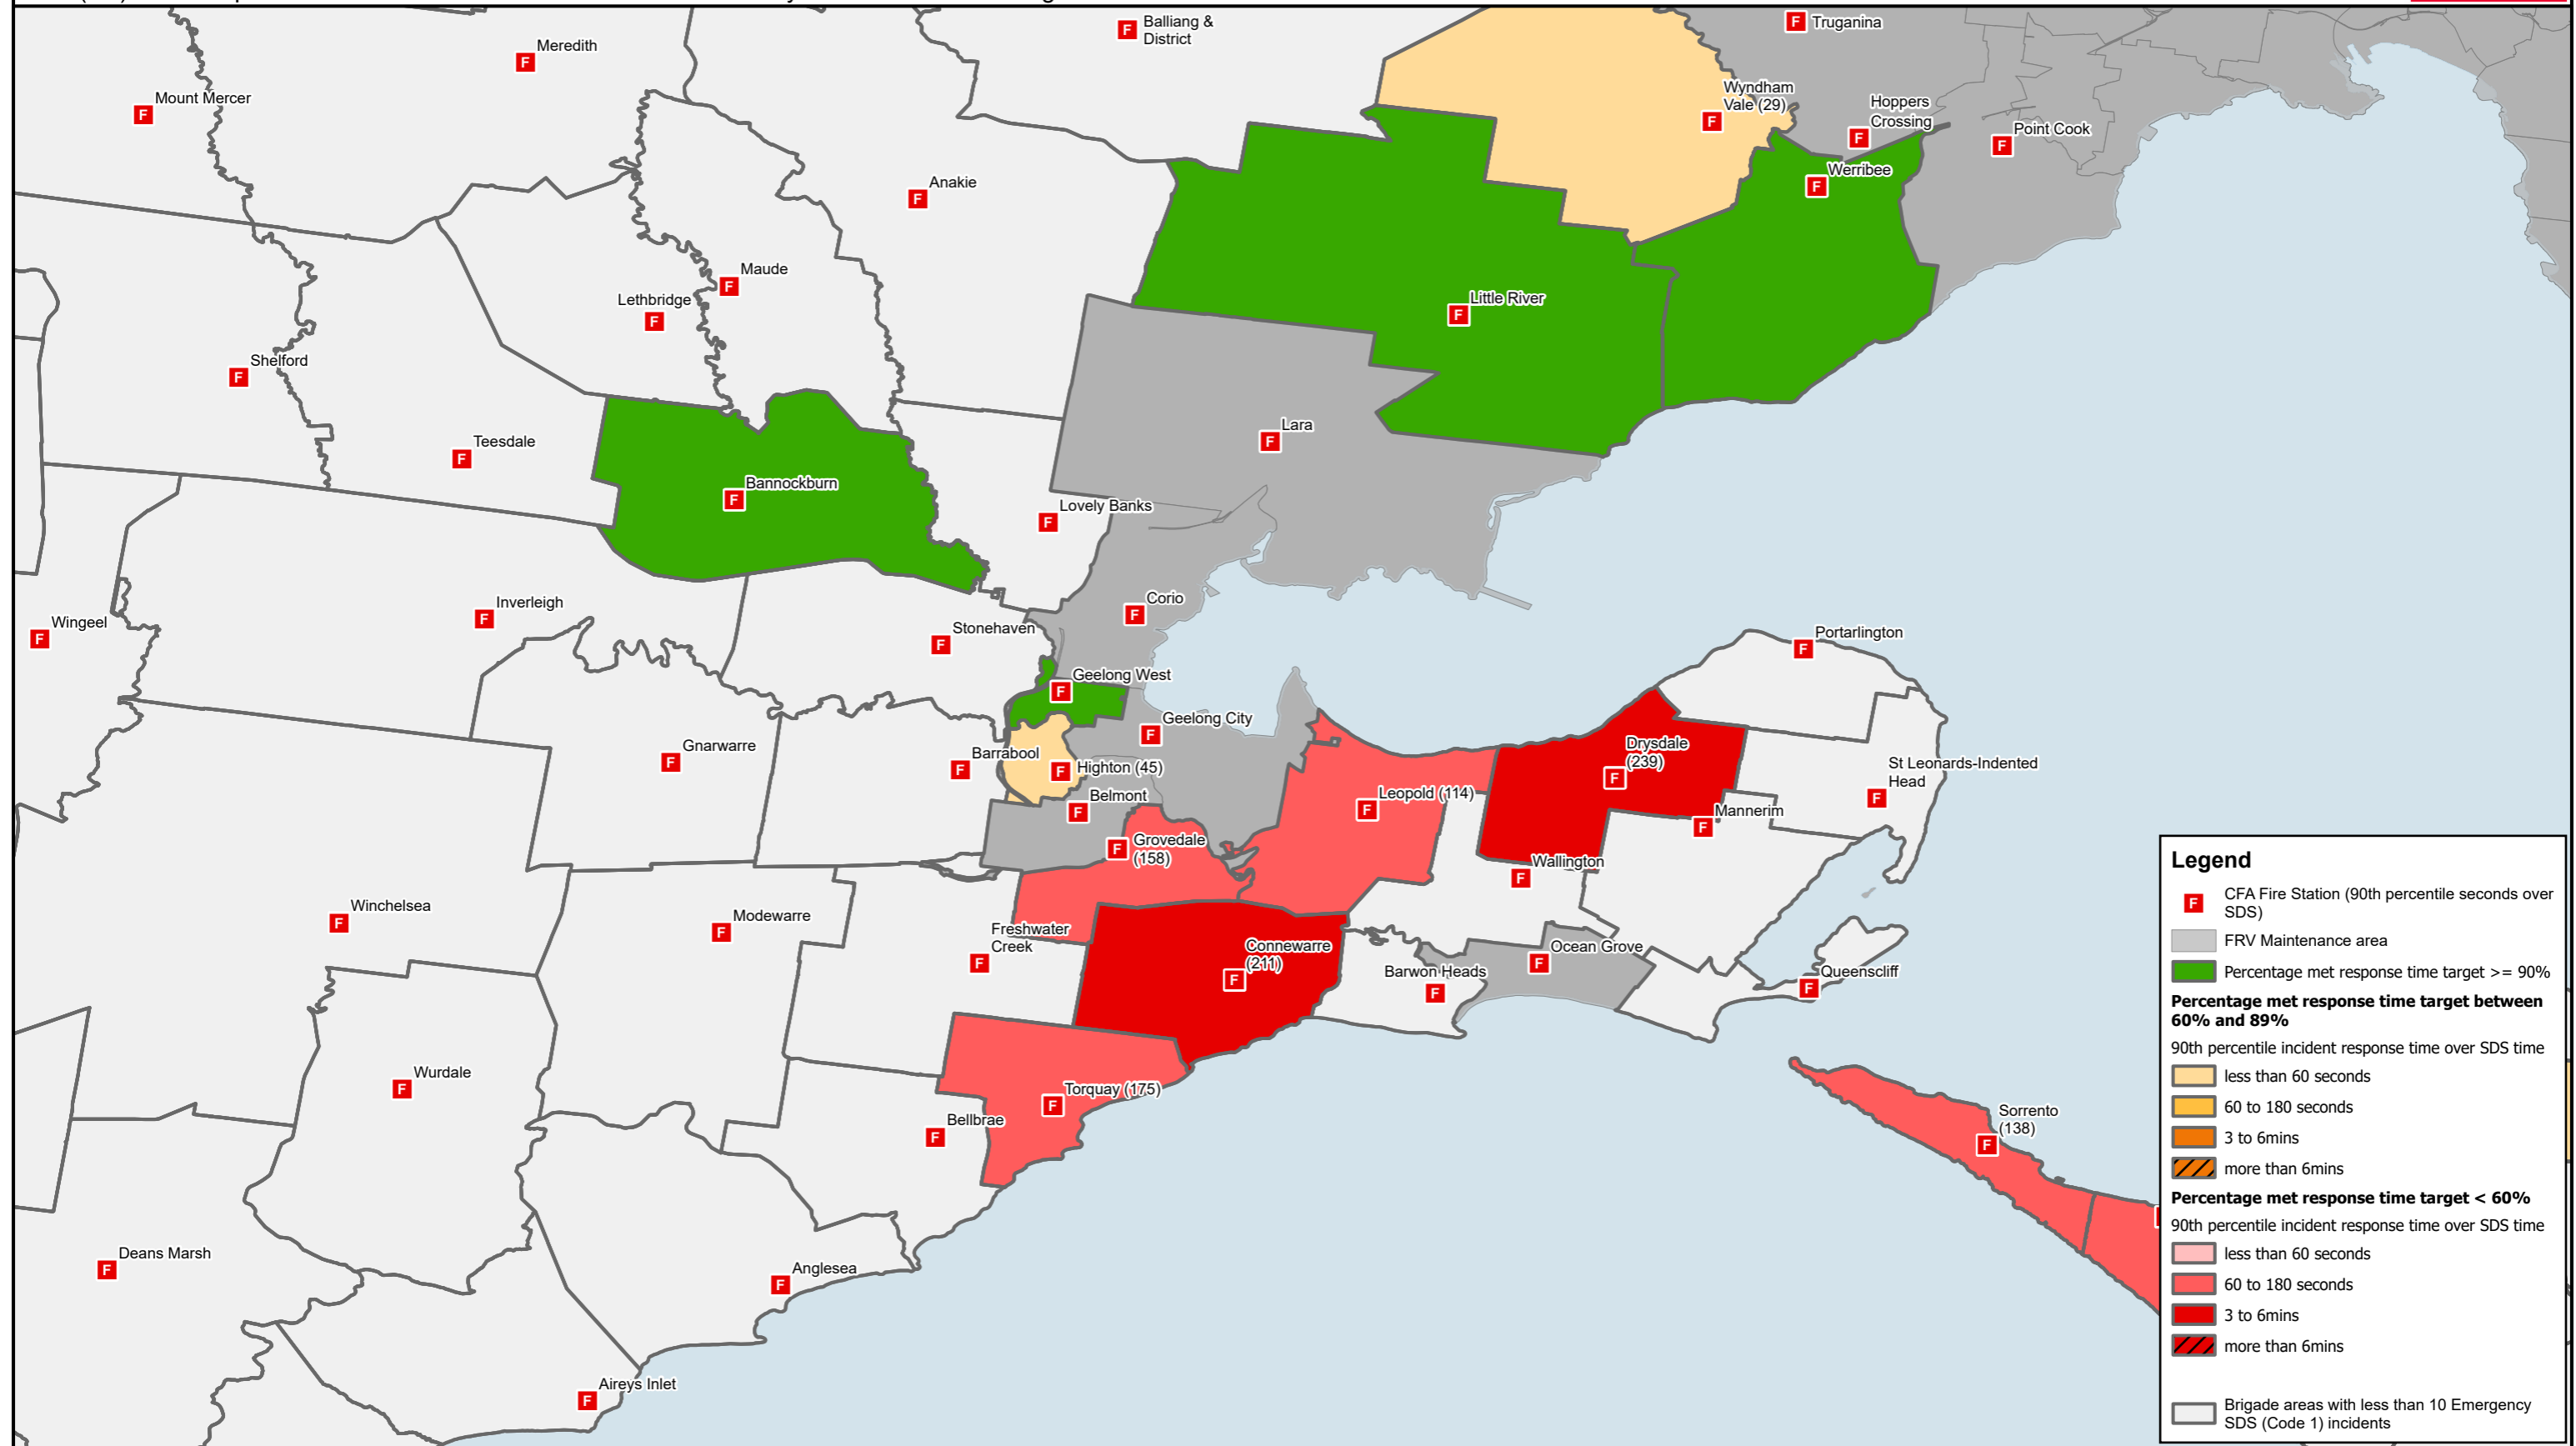 Balliang &
District
F
Truganina
F
Meredith
F
Mount Mercer
F
Wyndham
Vale (29)
F
Hoppers
Crossing
F
Point Cook
F
Werribee
F
Anakie
F
Maude
F
Lethbridge
F
Little River
F
Shelford
F
Teesdale
F
Lara
F
Bannockburn
F
Lovely Banks
F
Inverleigh
F
Corio
F
Wingeel
F
Stonehaven
F
Portarlington
F
Geelong West
F
Geelong City
F
Gnarwarre
F
Barrabool
F
Highton (45)
F
Drysdale
(239)
F
St Leonards-Indented
Head
F
Belmont
F
Leopold (114)
F
Mannerim
F
Grovedale
(158)
F
Wallington
F
Winchelsea
F
Modewarre
F
Freshwater
Creek
F
Connewarre
(211)
F
Ocean Grove
F
Barwon Heads
F
Queenscliff
F
Wurdale
F
Torquay (175)
F
Bellbrae
F
Sorrento
(138)
F
Deans Marsh
F
Anglesea
F
Aireys Inlet
F
Legend
F
CFA Fire Station (90th percentile seconds over
SDS)
FRV Maintenance area
Percentage met response time target >= 90%
Percentage met response time target between
60% and 89%
90th percentile incident response time over SDS time
less than 60 seconds
60 to 180 seconds
3 to 6mins
more than 6mins
Percentage met response time target < 60%
90th percentile incident response time over SDS time
less than 60 seconds
60 to 180 seconds
3 to 6mins
more than 6mins
Brigade areas with less than 10 Emergency
SDS (Code 1) incidents